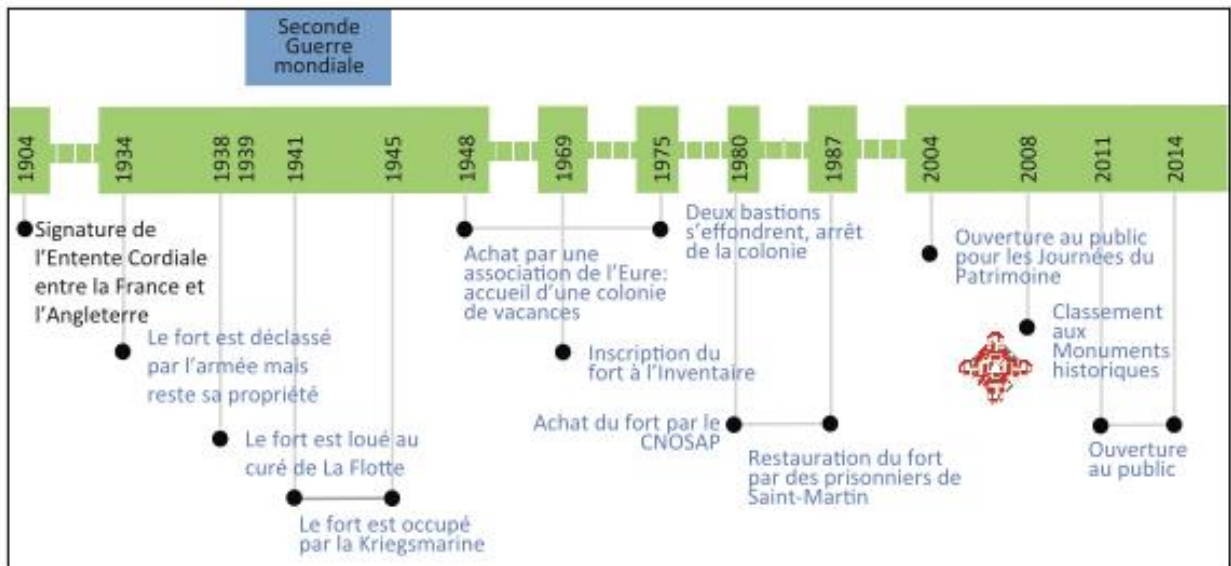 Seconde
Guerre
mondiale
1904
1934
1938
1939
1941
1945
1948
1969
1975
1980
1987
2004
2008
2011
2014
Signature de
l'Entente Cordiale
entre la France et
l'Angleterre
Le fort est déclassé
par l'armée mais
reste sa propriété
Le fort est loué au
curé de La Flotte
Le fort est occupé
par la Kriegsmarine
Achat par une
association de l'Eure:
accueil d'une colonie
de vacances
Deux bastions
s'effondrent, arrêt
de la colonie
Inscription du
fort à l'Inventaire
Achat du fort par le
CNOSAP
Restauration du fort
par des prisonniers de
Saint-Martin
Ouverture au public
pour les Journées du
Patrimoine
Classement
aux
Monuments
historiques
Ouverture
au public